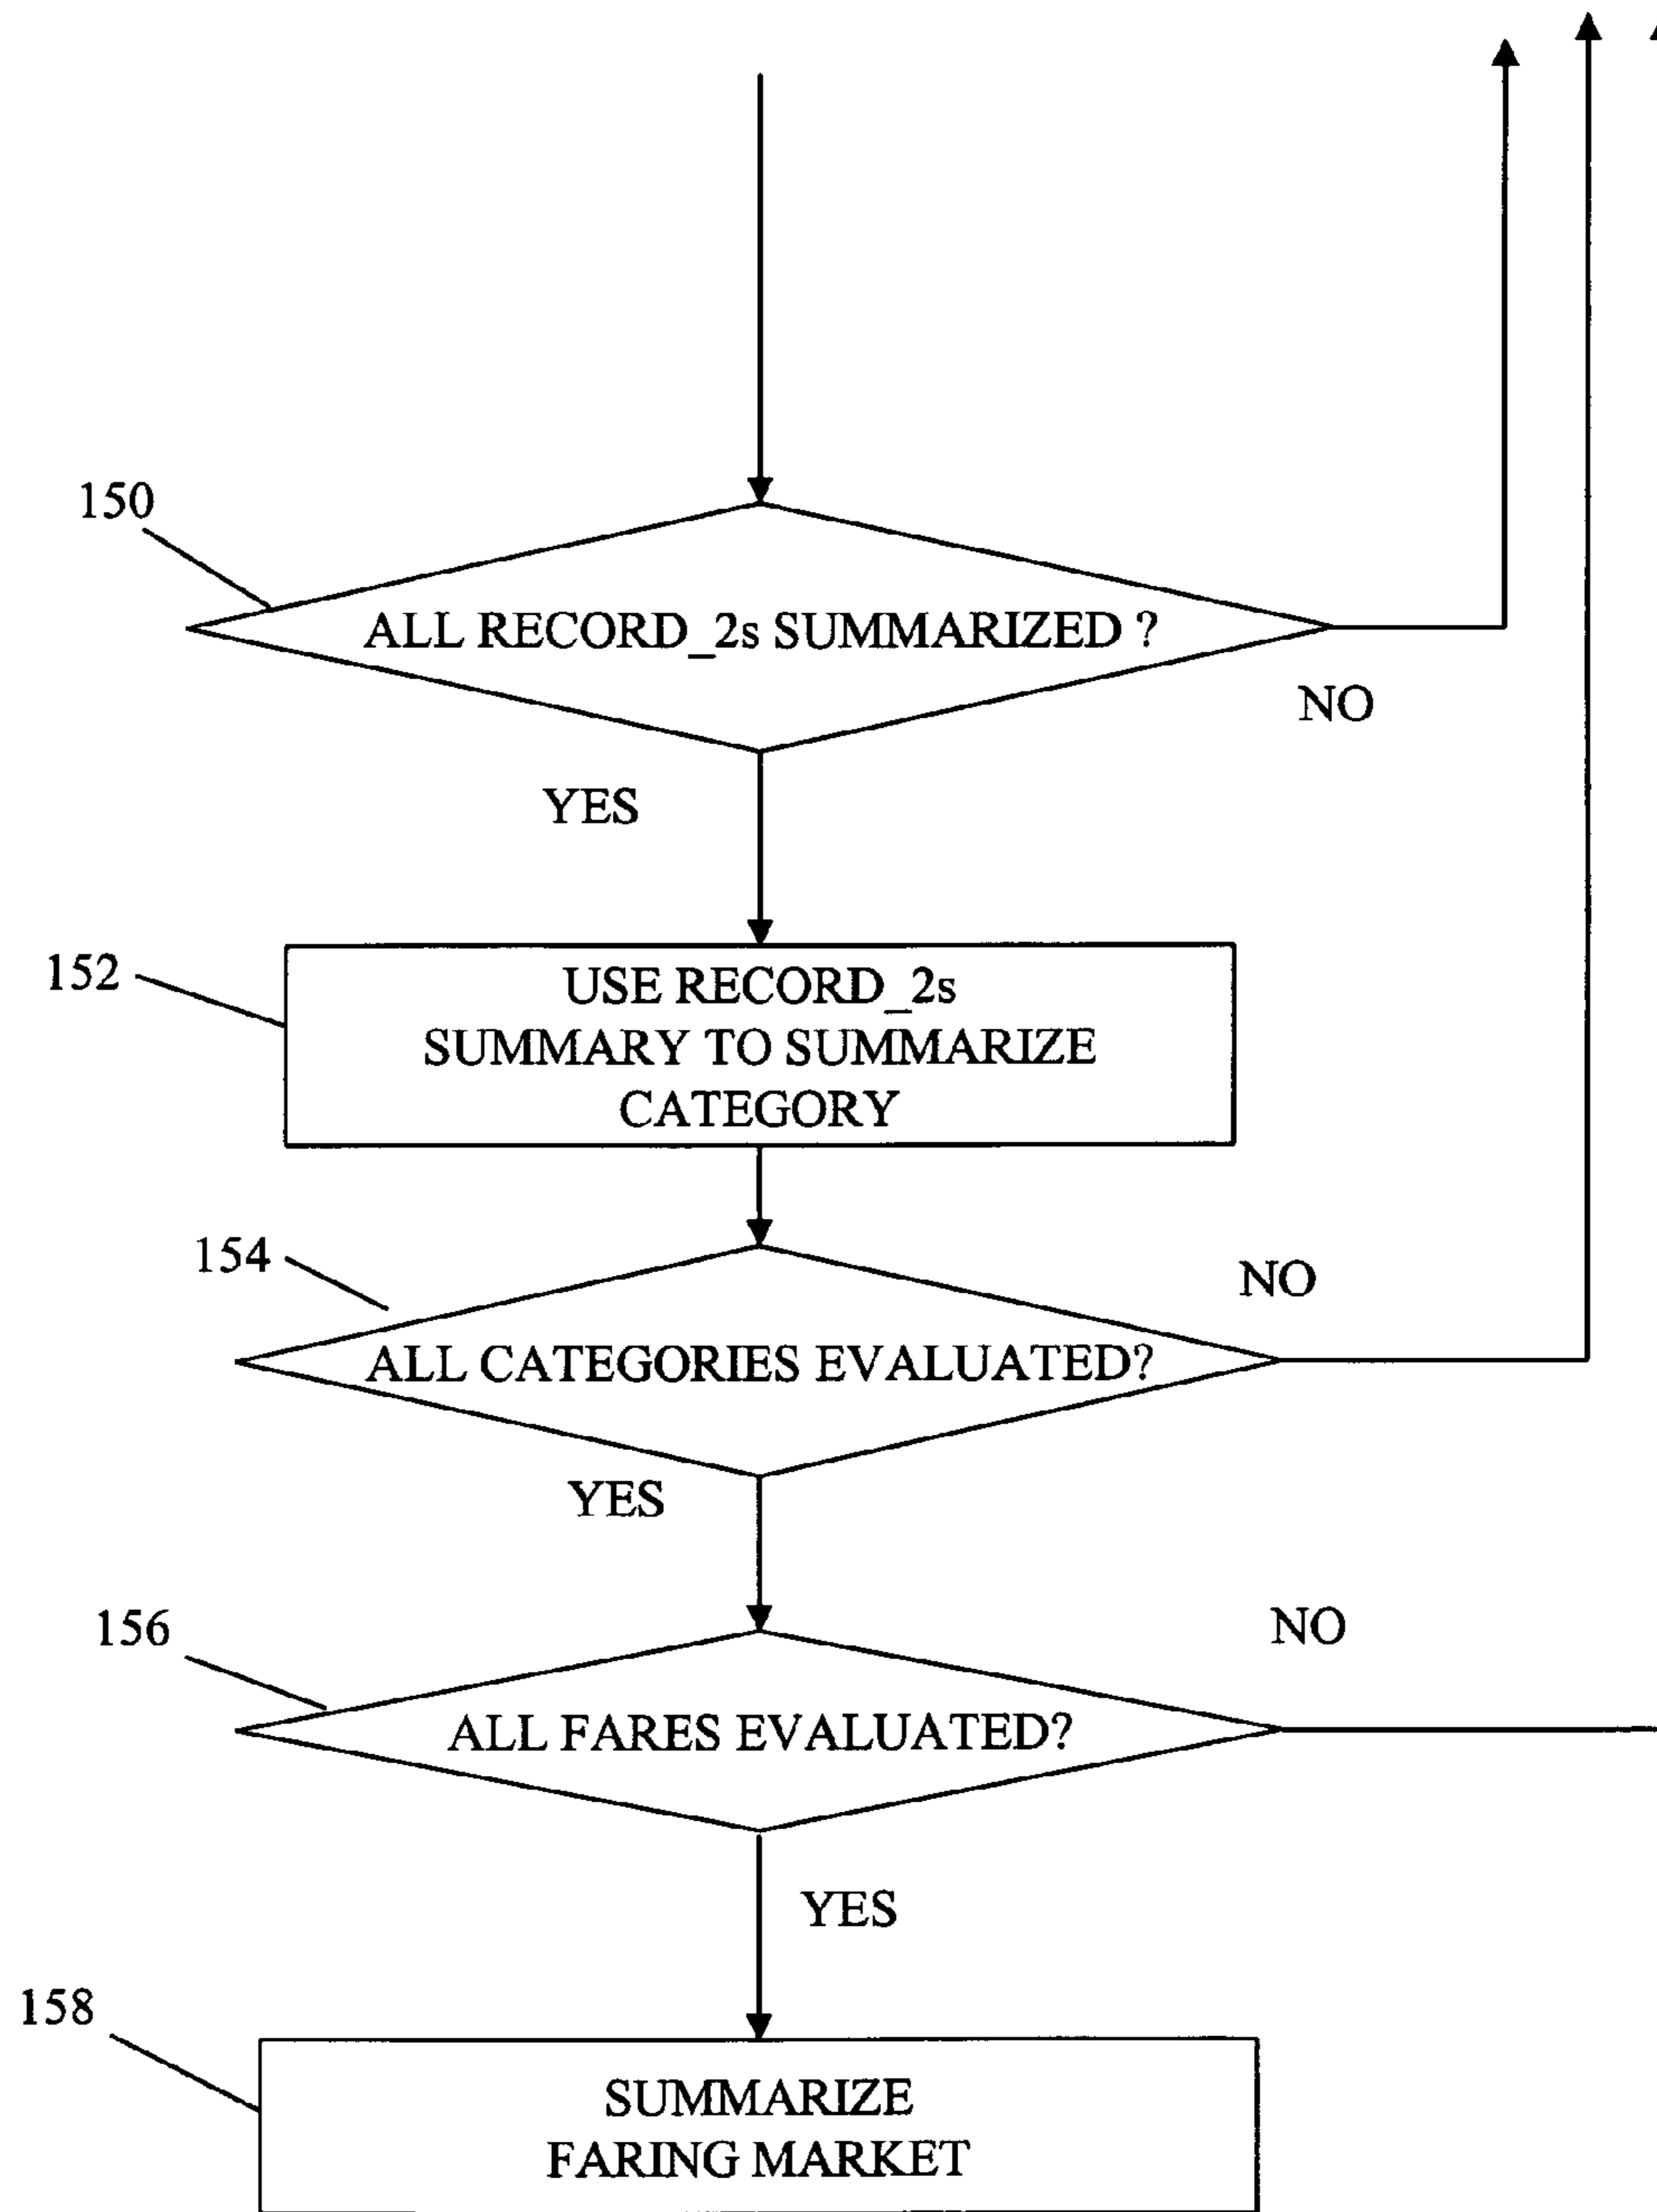 150
ALL RECORD_2s SUMMARIZED ?
NO
YES
152
USE RECORD_2s
SUMMARY TO SUMMARIZE
CATEGORY
154
NO
ALL CATEGORIES EVALUATED?
YES
156
NO
ALL FARES EVALUATED?
YES
158
SUMMARIZE
FARING MARKET